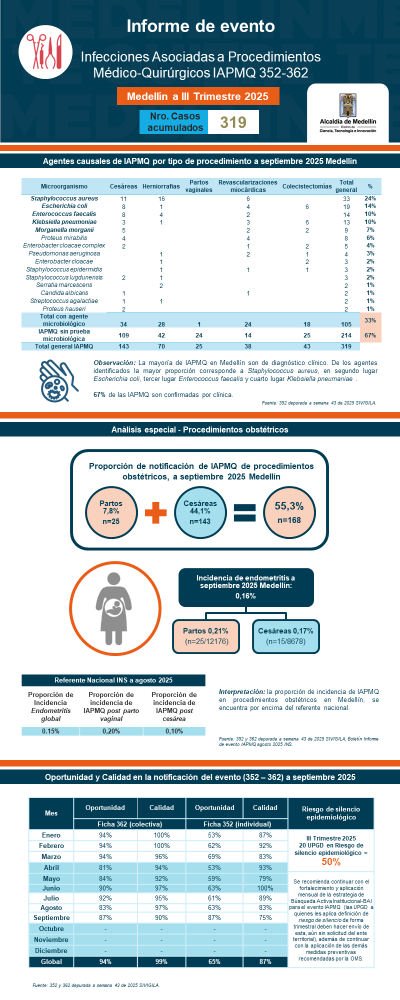 Informe de evento
Infecciones Asociadas a Procedimientos
Médico-Quirúrgicos IAPMQ 352-362
Medellín a III Trimestre 2025
Nro. Casos
acumulados
319
Alcaldía de Medellín
Ciencia, Tecnología e Innovación
Agentes causales de IAPMQ por tipo de procedimiento a septiembre 2025 Medellín
Microorganismo Cesáreas Herniorrafias Partos vaginales Revascularizaciones miocárdicas Colecistectomías Total general %
Staphylococcus aureus 11 16 6 33 24%
Escherichia coli 8 1 4 6 19 14%
Enterococcus faecalis 8 4 2 14 10%
Klebsiella pneumoniae 3 1 3 6 13 10%
Morganella morganii 5 2 2 9 7%
Proteus mirabilis 4 4 8 6%
Enterobacter cloacae complex 2 1 2 5 4%
Pseudomonas aeruginosa 1 2 1 4 3%
Enterobacter cloacae 1 2 3 2%
Staphylococcus epidermidis 1 1 1 3 2%
Staphylococcus lugdunensis 2 1 3 2%
Serratia marcescens 2 2 1%
Candida albicans 1 1 2 1%
Streptococcus agalactiae 1 1 2 1%
Proteus hauseri 2 2 1%
Total con agente microbiológico 34 28 1 24 18 105 33%
IAPMQ sin prueba microbiológica 109 42 24 14 25 214 67%
Total general IAPMQ 143 70 25 38 43 319
Observación: La mayoría de IAPMQ en Medellín son de diagnóstico clínico. De los agentes
identificados la mayor proporción corresponde a Staphylococcus aureus, en segundo lugar
Escherichia coli, tercer lugar Enterococcus faecalis y cuarto lugar Klebsiella pneumaniae .
67% de las IAPMQ son confirmadas por clínica.
Fuente: 352 depurada a semana 43 de 2025 SIVIGILA.
Análisis especial - Procedimientos obstétricos
Proporción de notificación de IAPMQ de procedimientos
obstétricos, a septiembre 2025 Medellín
Partos
7,8%
n=25
Cesáreas
44,1%
n=143
55,3%
n=168
Incidencia de endometritis a
septiembre 2025 Medellín:
0,16%
Partos 0,21%
(n=25/12176)
Cesáreas 0,17%
(n=15/8678)
Referente Nacional INS a agosto 2025
Proporción de Incidencia Endometritis global
Proporción de incidencia de IAPMQ post parto vaginal
Proporción de incidencia de IAPMQ post cesárea
0,15% 0,20% 0,10%
Interpretación: la proporción de incidencia de IAPMQ
en procedimientos obstétricos en Medellín, se
encuentra por encima del referente nacional.
Fuente: 352 y 362 depurada a semana 43 de 2025 SIVIGILA, Boletín Informe
de evento IAPMQ agosto 2025 INS.
Oportunidad y Calidad en la notificación del evento (352 – 362) a septiembre 2025
Mes Oportunidad Calidad Oportunidad Calidad
Ficha 362 (colectiva) Ficha 352 (individual)
Enero 94% 100% 53% 87%
Febrero 94% 100% 62% 92%
Marzo 94% 96% 69% 83%
Abril 81% 94% 53% 93%
Mayo 84% 92% 59% 79%
Junio 90% 97% 63% 100%
Julio 92% 95% 61% 89%
Agosto 83% 97% 63% 83%
Septiembre 87% 90% 87% 75%
Octubre - - - -
Noviembre - - - -
Diciembre - - - -
Global 94% 99% 65% 87%
Riesgo de silencio
epidemiológico
III Trimestre 2025
20 UPGD en Riesgo de
silencio epidemiológico =
50%
Se recomienda continuar con el
fortalecimiento y aplicación
mensual de la estrategia de
Búsqueda Activa Institucional-BAI
para el evento IAPMQ. (las UPGD a
quienes les aplica definición de
riesgo de silencio de forma
trimestral deben hacer envío de
esta, aún sin solicitud del ente
territorial), además de continuar
con la aplicación de las demás
medidas preventivas
recomendadas por la OMS.
Fuente: 352 y 362 depurada a semana 43 de 2025 SIVIGILA.